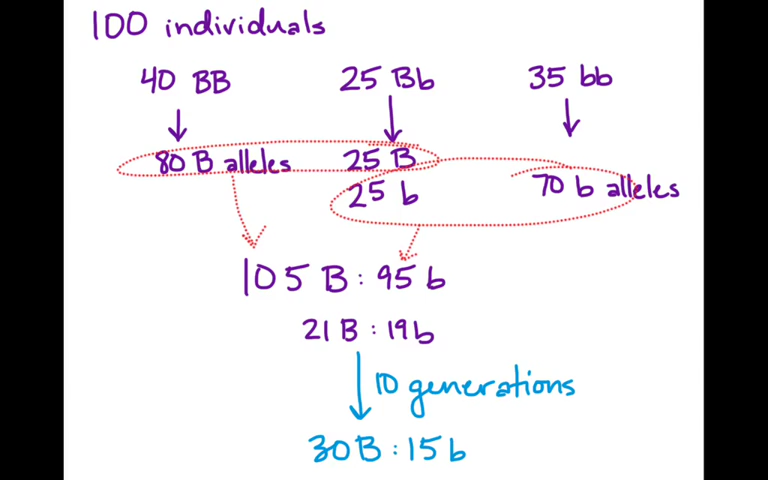 100 individuals
40 BB 25 Bb 35 bb
80 B alleles 25 B
25 b 70 b alleles
105 B : 95 b
21 B : 19 b
10 generations
30 B : 15 b